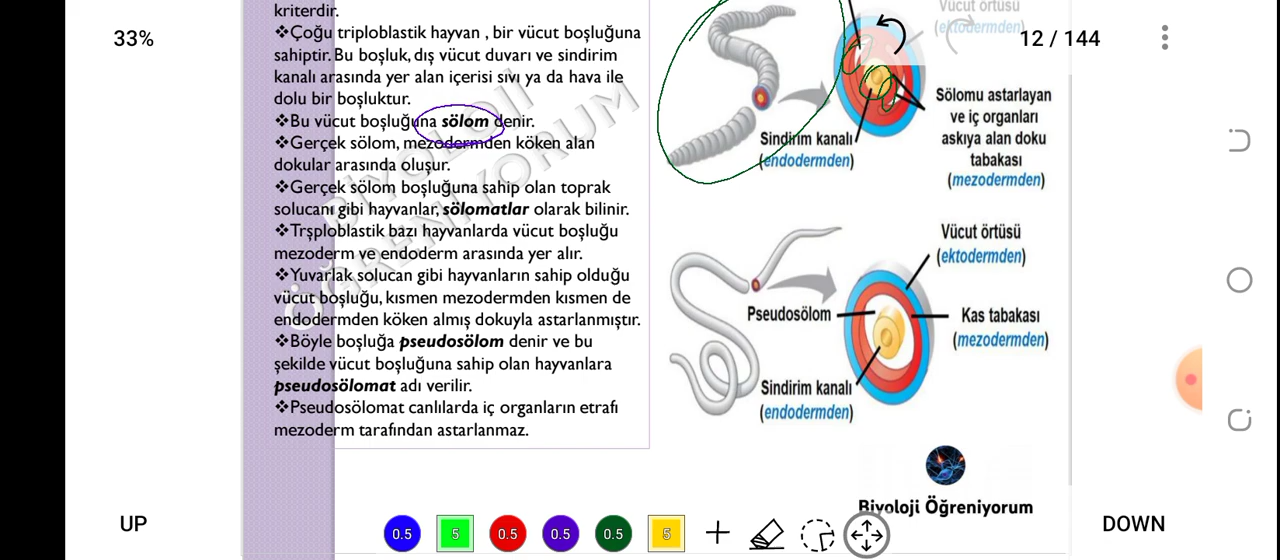 33%
12 / 144
kriterdir.
❖Çoğu triploblastik hayvan , bir vücut boşluğuna
sahiptir. Bu boşluk, dış vücut duvarı ve sindirim
kanalı arasında yer alan içerisi sıvı ya da hava ile
dolu bir boşluktur.
❖Bu vücut boşluğuna sölom denir.
❖Gerçek sölom, mezodermden köken alan
dokular arasında oluşur.
❖Gerçek sölom boşluğuna sahip olan toprak
solucanı gibi hayvanlar, sölomatlar olarak bilinir.
❖Trşploblastik bazı hayvanlarda vücut boşluğu
mezoderm ve endoderm arasında yer alır.
❖Yuvarlak solucan gibi hayvanların sahip olduğu
vücut boşluğu, kısmen mezodermden kısmen de
endodermden köken almış dokuyla astarlanmıştır.
❖Böyle boşluğa pseudosölom denir ve bu
şekilde vücut boşluğuna sahip olan hayvanlara
pseudosölomat adı verilir.
❖Pseudosölomat canlılarda iç organların etrafı
mezoderm tarafından astarlanmaz.
BİYOLOJİ
ÖĞRENİYORUM
Vücut örtüsü
(ektodermden)
Sindirim kanalı
(endodermden)
Sölomu astarlayan
ve iç organları
askıya alan doku
tabakası
(mezodermden)
Vücut örtüsü
(ektodermden)
Pseudosölom
Kas tabakası
(mezodermden)
Sindirim kanalı
(endodermden)
Biyoloji Öğreniyorum
UP
0.5
5
0.5
0.5
0.5
5
DOWN